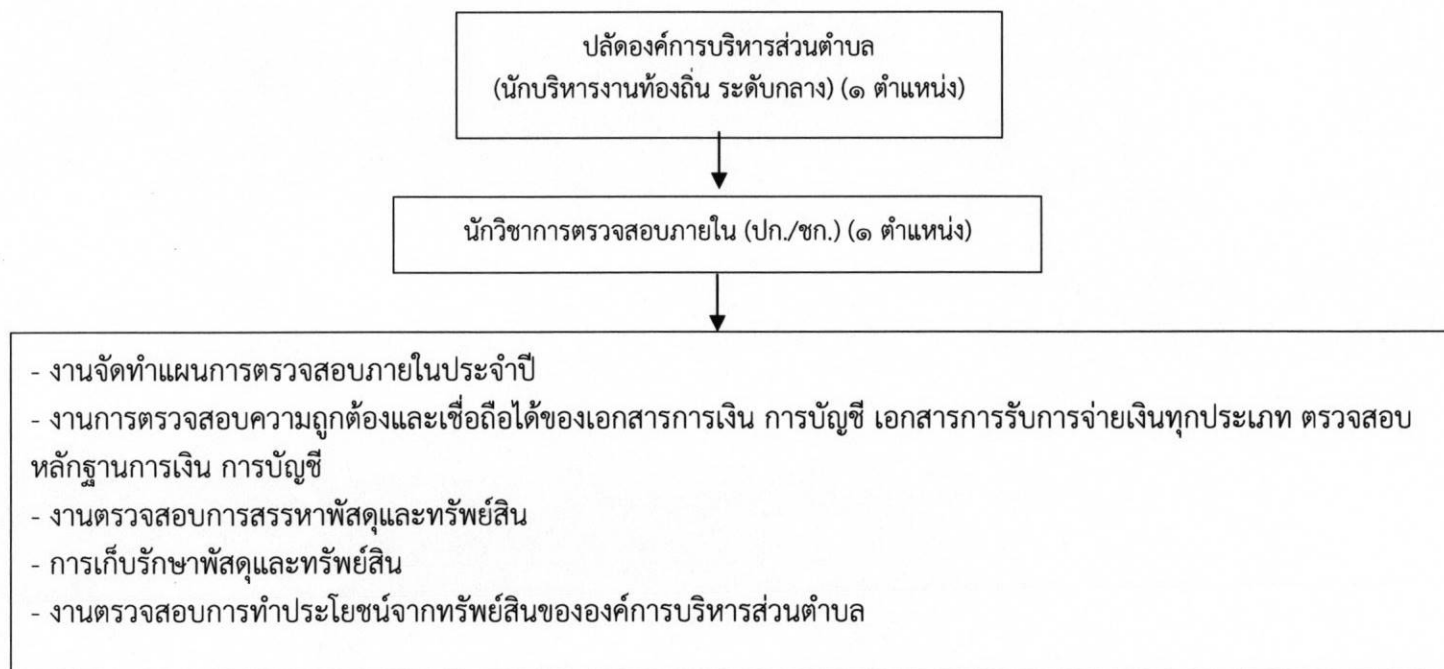 ปลัดองค์การบริหารส่วนตำบล
(นักบริหารงานท้องถิ่น ระดับกลาง) (๑ ตำแหน่ง)
นักวิชาการตรวจสอบภายใน (ปก./ชก.) (๑ ตำแหน่ง)
- งานจัดทำแผนการตรวจสอบภายในประจำปี
- งานการตรวจสอบความถูกต้องและเชื่อถือได้ของเอกสารการเงิน การบัญชี เอกสารการรับการจ่ายเงินทุกประเภท ตรวจสอบ
หลักฐานการเงิน การบัญชี
- งานตรวจสอบการสรรหาพัสดุและทรัพย์สิน
- การเก็บรักษาพัสดุและทรัพย์สิน
- งานตรวจสอบการทำประโยชน์จากทรัพย์สินขององค์การบริหารส่วนตำบล